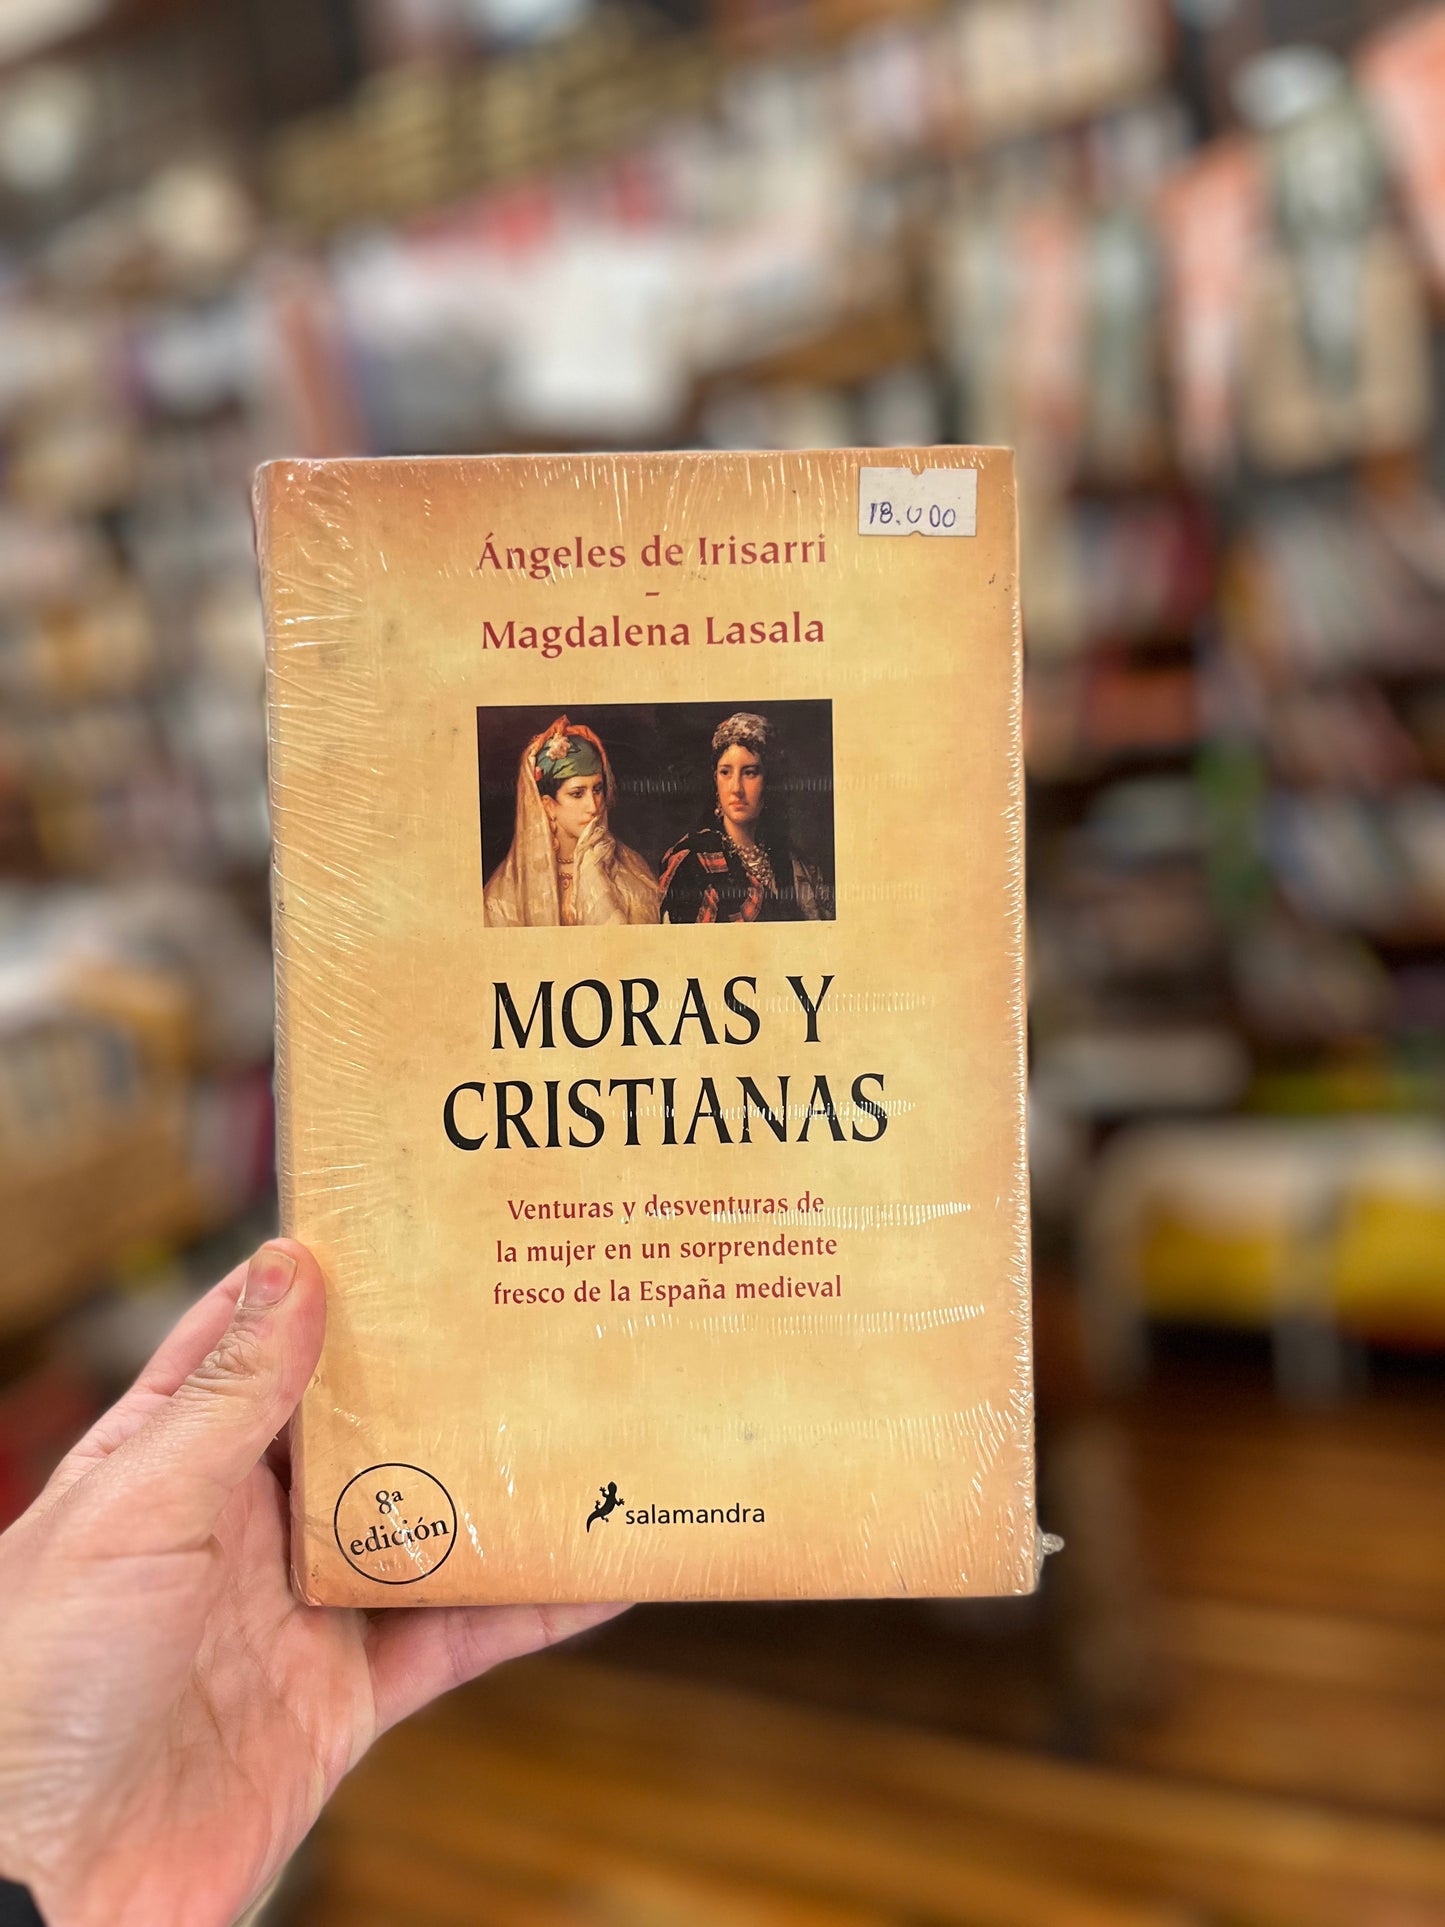 18.000
Ángeles de Irisarri
-
Magdalena Lasala
MORAS Y
CRISTIANAS
Venturas y desventuras de
la mujer en un sorprendente
fresco de la España medieval
8ª
edición
salamandra